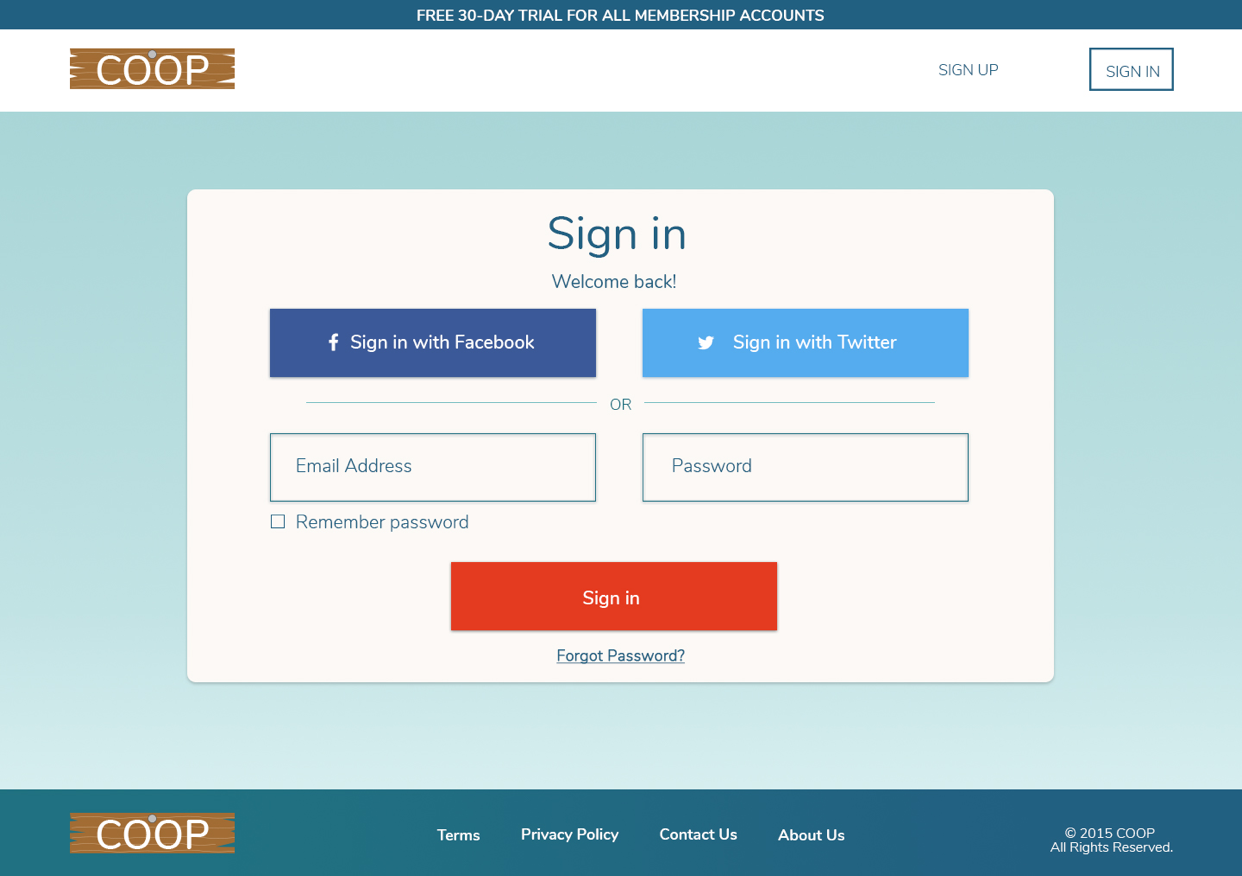 FREE 30-DAY TRIAL FOR ALL MEMBERSHIP ACCOUNTS
COOP
SIGN UP
SIGN IN
Sign in
Welcome back!
Sign in with Facebook
Sign in with Twitter
OR
Email Address
Password
Remember password
Sign in
Forgot Password?
COOP
Terms
Privacy Policy
Contact Us
About Us
© 2015 COOP
All Rights Reserved.